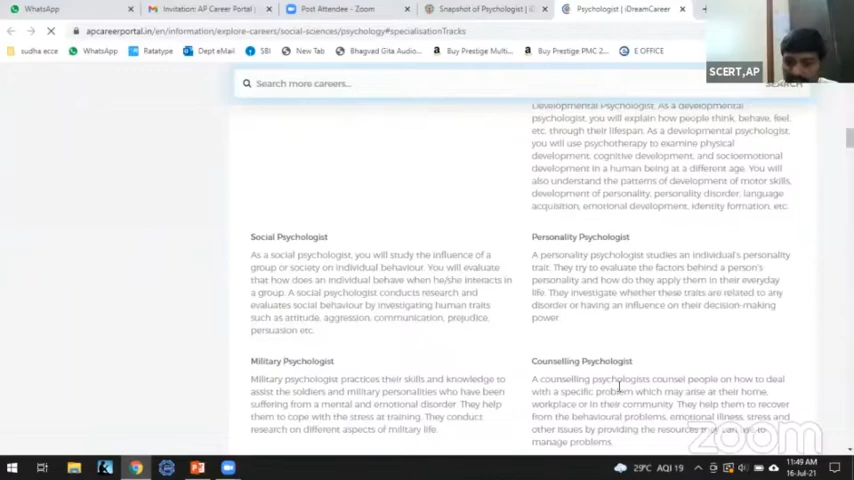 WhatsApp
Invitation: AP Career Portal |
Post Attendee - Zoom
Snapshot of Psychologist | iD
Psychologist | iDreamCareer
apcareerportal.in/en/information/explore-careers/social-sciences/psychology#specialisationTracks
sudha ecce
WhatsApp
Ratatype
Dept eMail
SBI
New Tab
Bhagvad Gita Audio...
Buy Prestige Multi...
Buy Prestige PMC 2...
E OFFICE
SCERT,AP
Search more careers...
SEARCH
Developmental Psychologist. As a developmental
psychologist, you will explain how people think, behave, feel,
etc. through their lifespan. As a developmental psychologist,
you will use psychotherapy to examine physical
development, cognitive development, and socioemotional
development in a human being at a different age. You will
also understand the patterns of development of motor skills,
development of personality, personality disorder, language
acquisition, emotional development, identity formation, etc.
Social Psychologist
As a social psychologist, you will study the influence of a
group or society on individual behaviour. You will evaluate
that how does an individual behave when he/she interacts in
a group. A social psychologist conducts research and
evaluates social behaviour by investigating human traits
such as attitude, aggression, communication, prejudice,
persuasion etc.
Personality Psychologist
A personality psychologist studies an individual's personality
trait. They try to evaluate the factors behind a person's
personality and how do they apply them in their everyday
life. They investigate whether these traits are related to any
disorder or having an influence on their decision-making
power.
Military Psychologist
Military psychologist practices their skills and knowledge to
assist the soldiers and military personalities who have been
suffering from a mental and emotional disorder. They help
them to cope with the stress at training. They conduct
research on different aspects of military life.
Counselling Psychologist
A counselling psychologists counsel people on how to deal
with a specific problem which may arise at their home,
workplace or in their community. They help them to recover
from the behavioural problems, emotional illness, stress and
other issues by providing the resources to
manage problems.
zoom
29°C AQI 19
11:49 AM
16-Jul-21